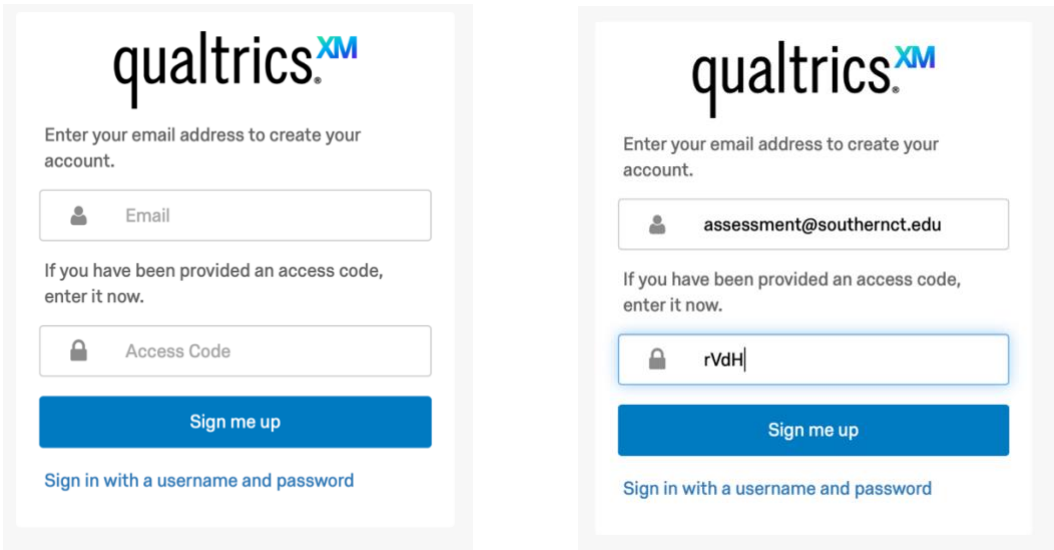 qualtrics.XM
Enter your email address to create your
account.
Email
If you have been provided an access code,
enter it now.
Access Code
Sign me up
Sign in with a username and password
qualtrics.XM
®
Enter your email address to create your
account.
assessment@southernct.edu
If you have been provided an access code,
enter it now.
rVdH
Sign me up
Sign in with a username and password